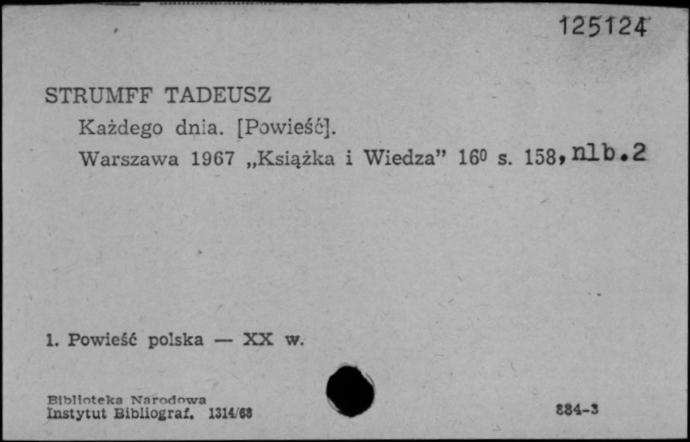 125124
STRUMFF TADEUSZ
Każdego dnia. [Powieść].
Warszawa 1967 „Książka i Wiedza” 16⁰ s. 158, nlb.2
1. Powieść polska — XX w.
Biblioteka Narodowa
Instytut Bibliograf. 1314/68
884-3